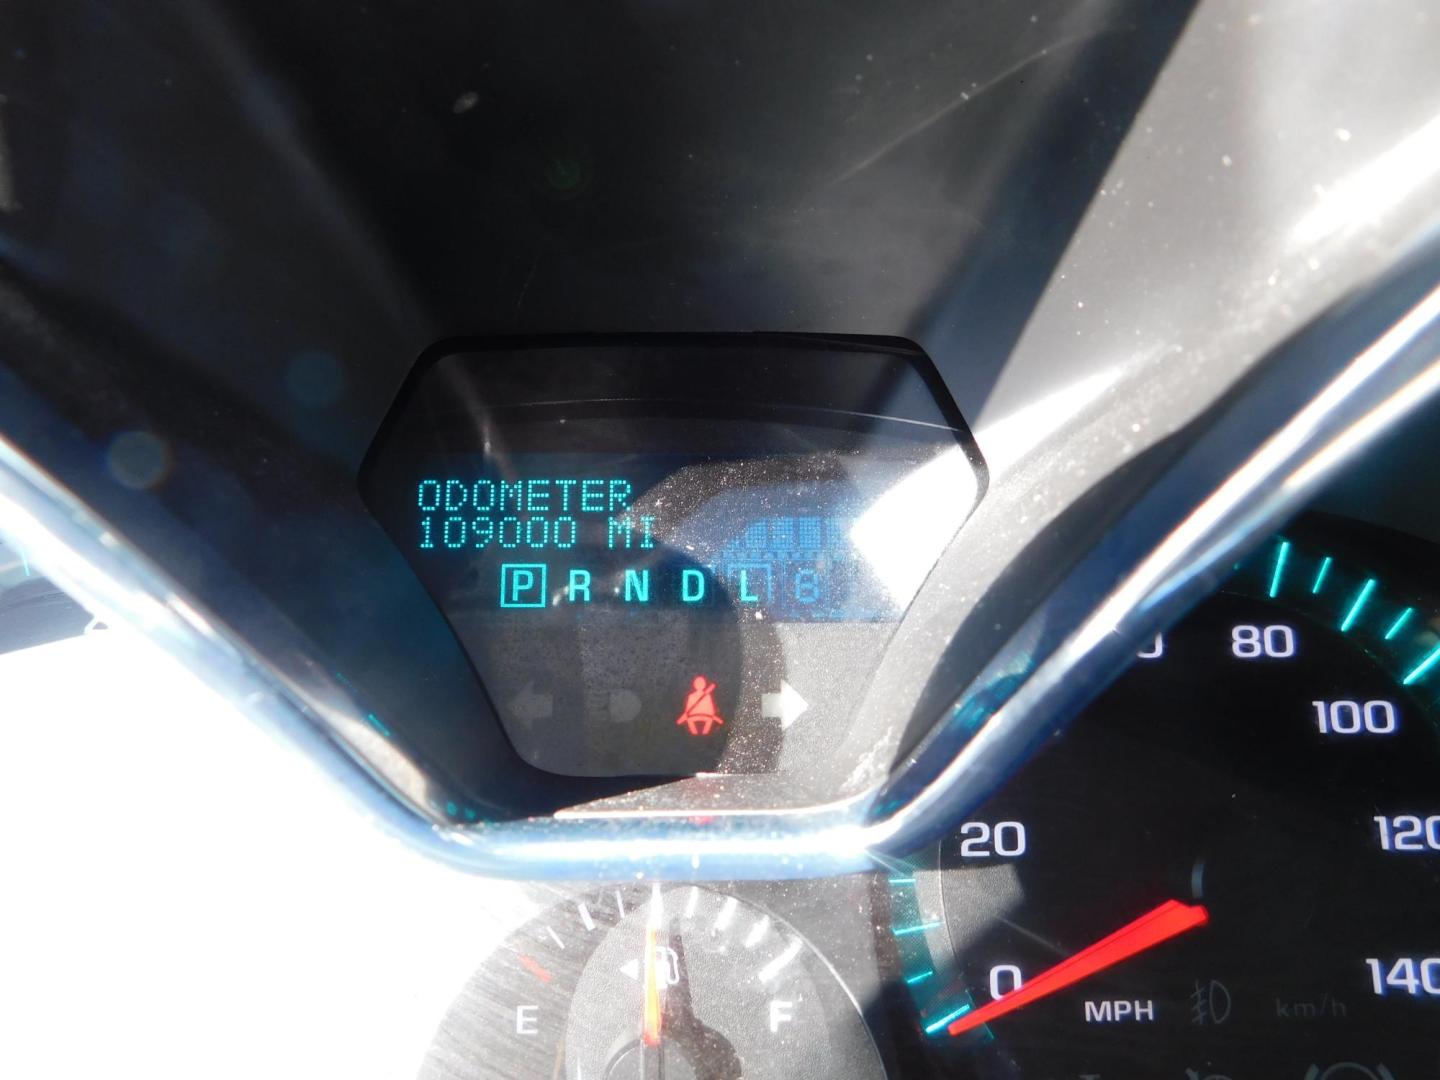 ODOMETER
109000 MI
P R N D L
80
100
20
120
0
140
E
F
MPH
km/h